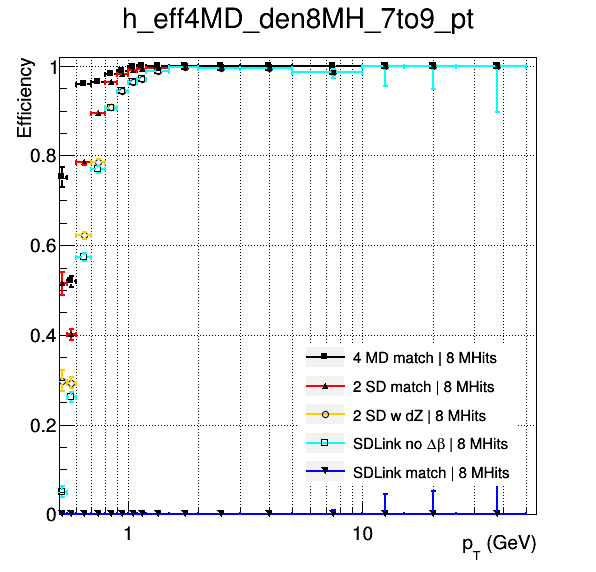 h_eff4MD_den8MH_7to9_pt
Efficiency
1
0.8
0.6
0.4
0.2
0
4 MD match | 8 MHits
2 SD match | 8 MHits
2 SD w dZ | 8 MHits
SDLink no Δβ | 8 MHits
SDLink match | 8 MHits
1
10
p_T (GeV)